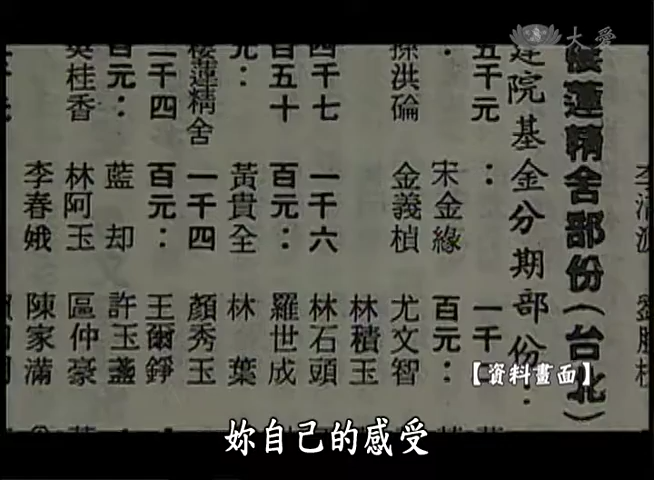 大愛
棲蓮精舍部份(台北)
建院基金分期部份：
五千元：一千二
宋金緣 百元：
孫洪 金義楨 尤文智
林積玉
四千七 一千六 林石頭
百五十 百元： 羅世成
元： 黃貴全 林葉
棲蓮精舍 一千四 顏秀玉
二千四 百元： 王爾錚
百元： 藍却 許玉盞
桂香 林阿玉 區仲豪
李春娥 陳家滿
【資料畫面】
妳自己的感受